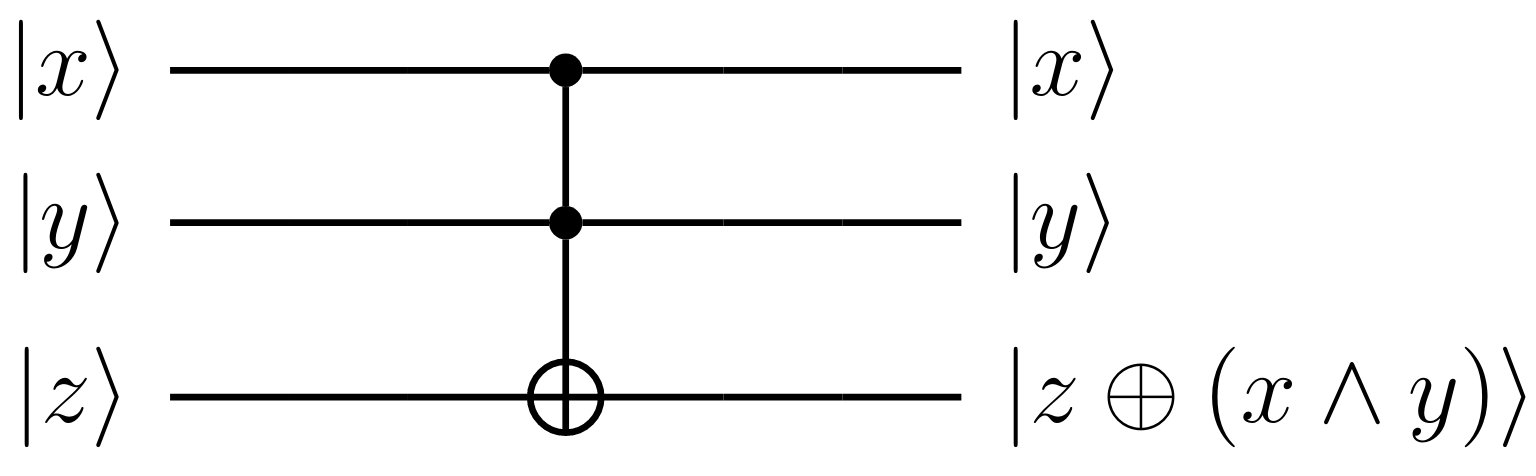 |x⟩ |x⟩
|y⟩ |y⟩
|z⟩ |z ⊕ (x ∧ y)⟩